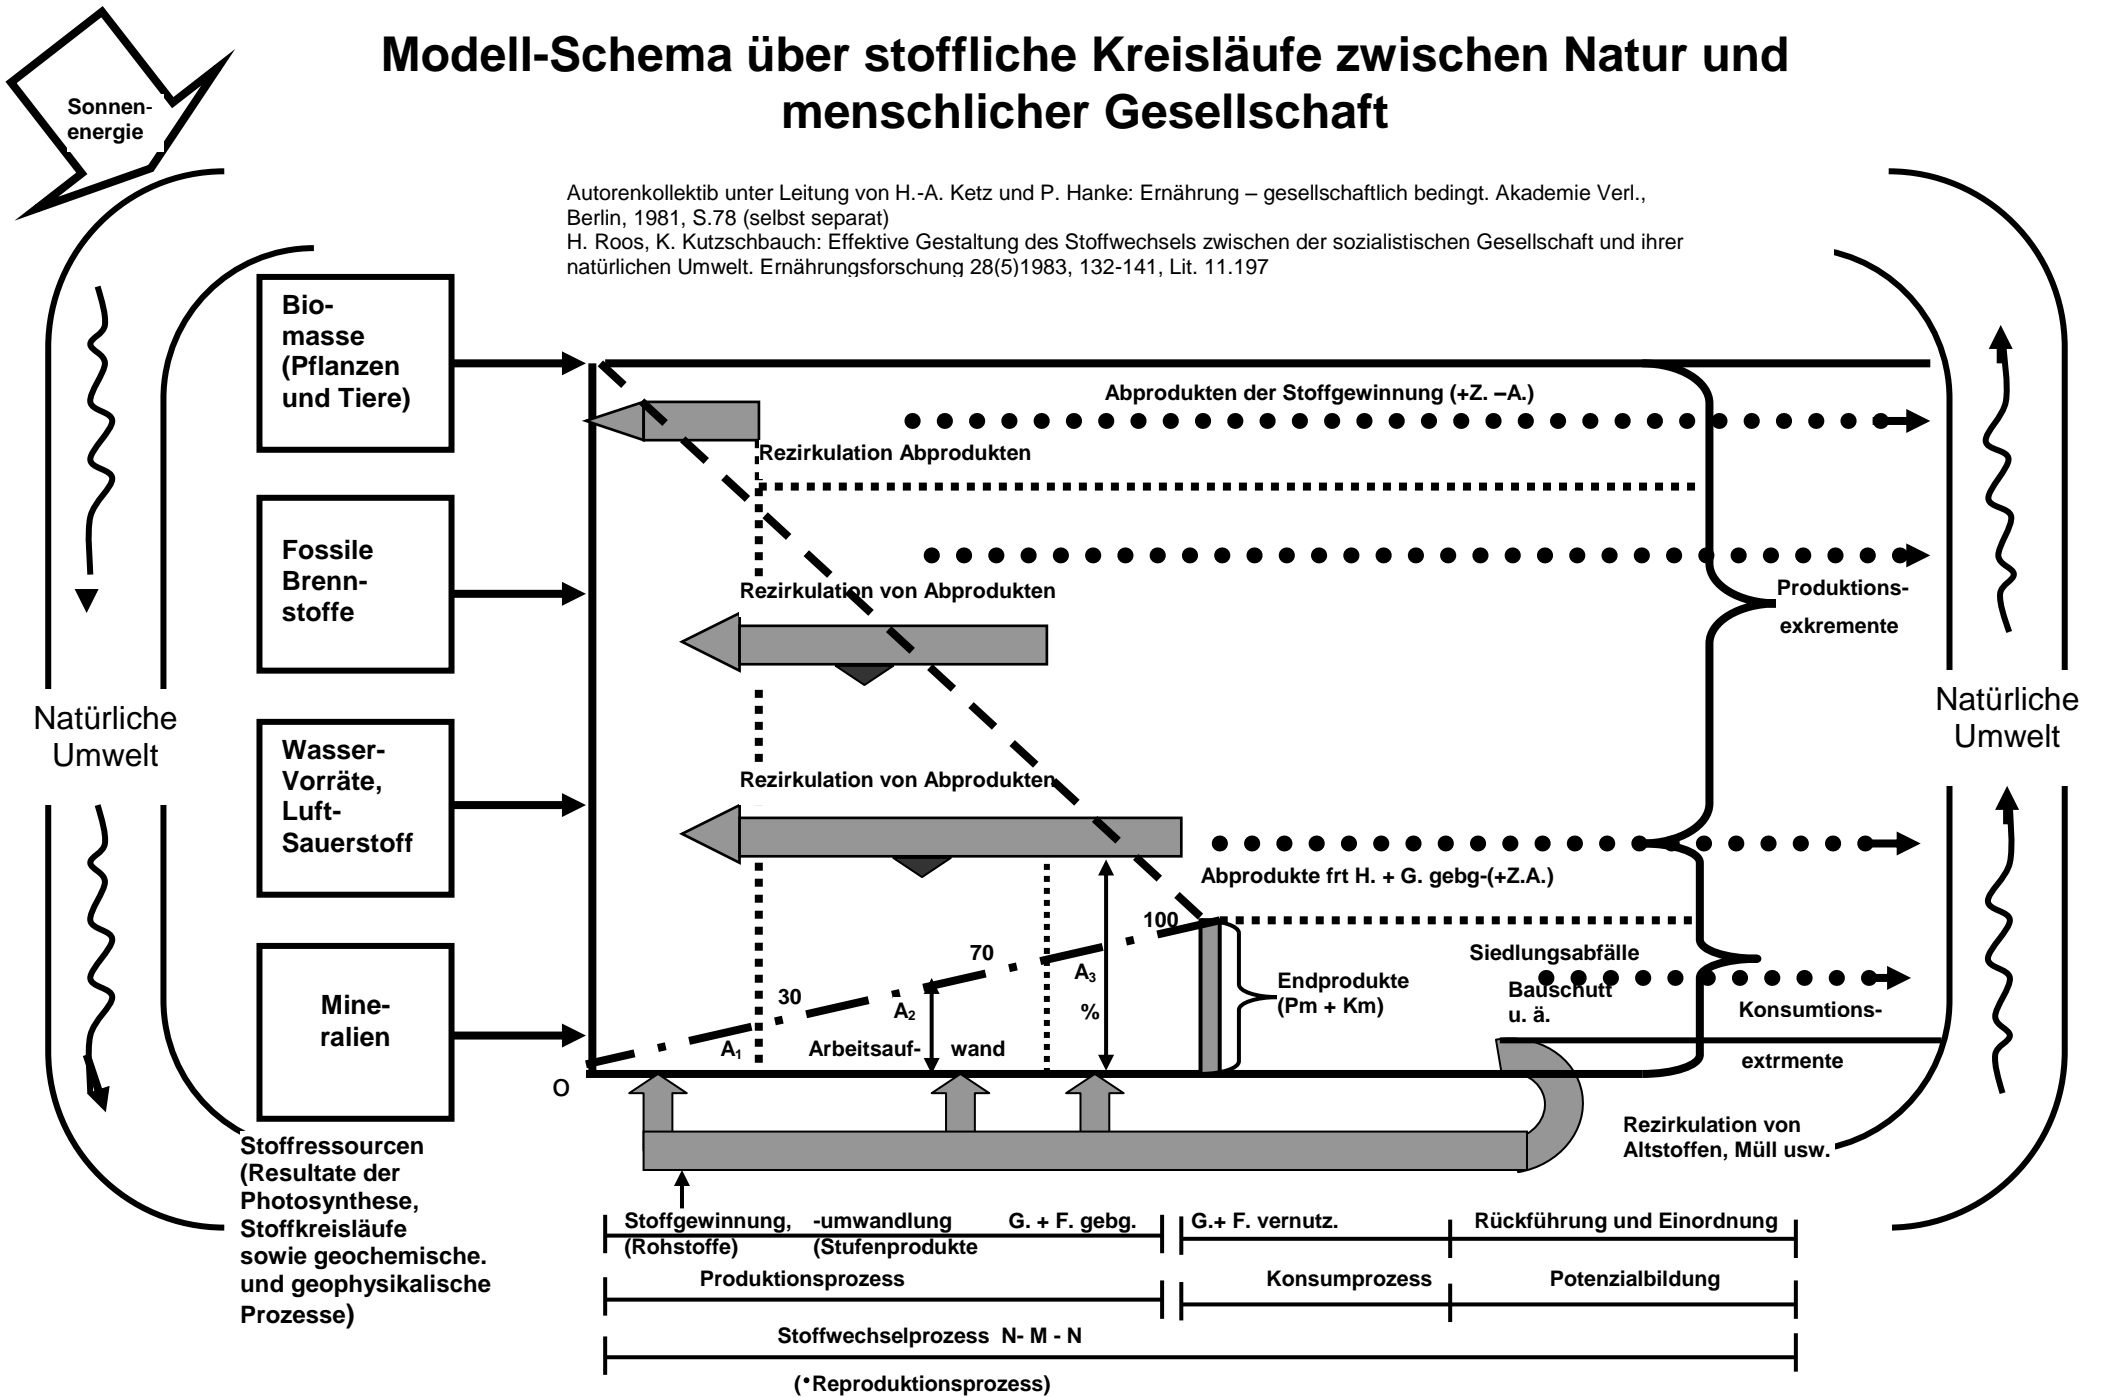 Modell-Schema über stoffliche Kreisläufe zwischen Natur und
menschlicher Gesellschaft
Sonnen-
energie
Autorenkollektib unter Leitung von H.-A. Ketz und P. Hanke: Ernährung – gesellschaftlich bedingt. Akademie Verl.,
Berlin, 1981, S.78 (selbst separat)
H. Roos, K. Kutzschbauch: Effektive Gestaltung des Stoffwechsels zwischen der sozialistischen Gesellschaft und ihrer
natürlichen Umwelt. Ernährungsforschung 28(5)1983, 132-141, Lit. 11.197
Natürliche
Umwelt
Bio-
masse
(Pflanzen
und Tiere)
Fossile
Brenn-
stoffe
Wasser-
Vorräte,
Luft-
Sauerstoff
Mine-
ralien
Stoffressourcen
(Resultate der
Photosynthese,
Stoffkreisläufe
sowie geochemische.
und geophysikalische
Prozesse)
Abprodukten der Stoffgewinnung (+Z. –A.)
Rezirkulation Abprodukten
Rezirkulation von Abprodukten
Rezirkulation von Abprodukten
Abprodukte frt H. + G. gebg-(+Z.A.)
Produktions-
exkremente
Natürliche
Umwelt
100
70
30
A₁
A₂
A₃
%
Arbeitsauf- wand
O
Endprodukte
(Pm + Km)
Siedlungsabfälle
Bauschutt
u. ä.
Konsumtions-
extrmente
Rezirkulation von
Altstoffen, Müll usw.
Stoffgewinnung, -umwandlung G. + F. gebg. G.+ F. vernutz. Rückführung und Einordnung
(Rohstoffe) (Stufenprodukte
Produktionsprozess Konsumprozess Potenzialbildung
Stoffwechselprozess N- M - N
(•Reproduktionsprozess)